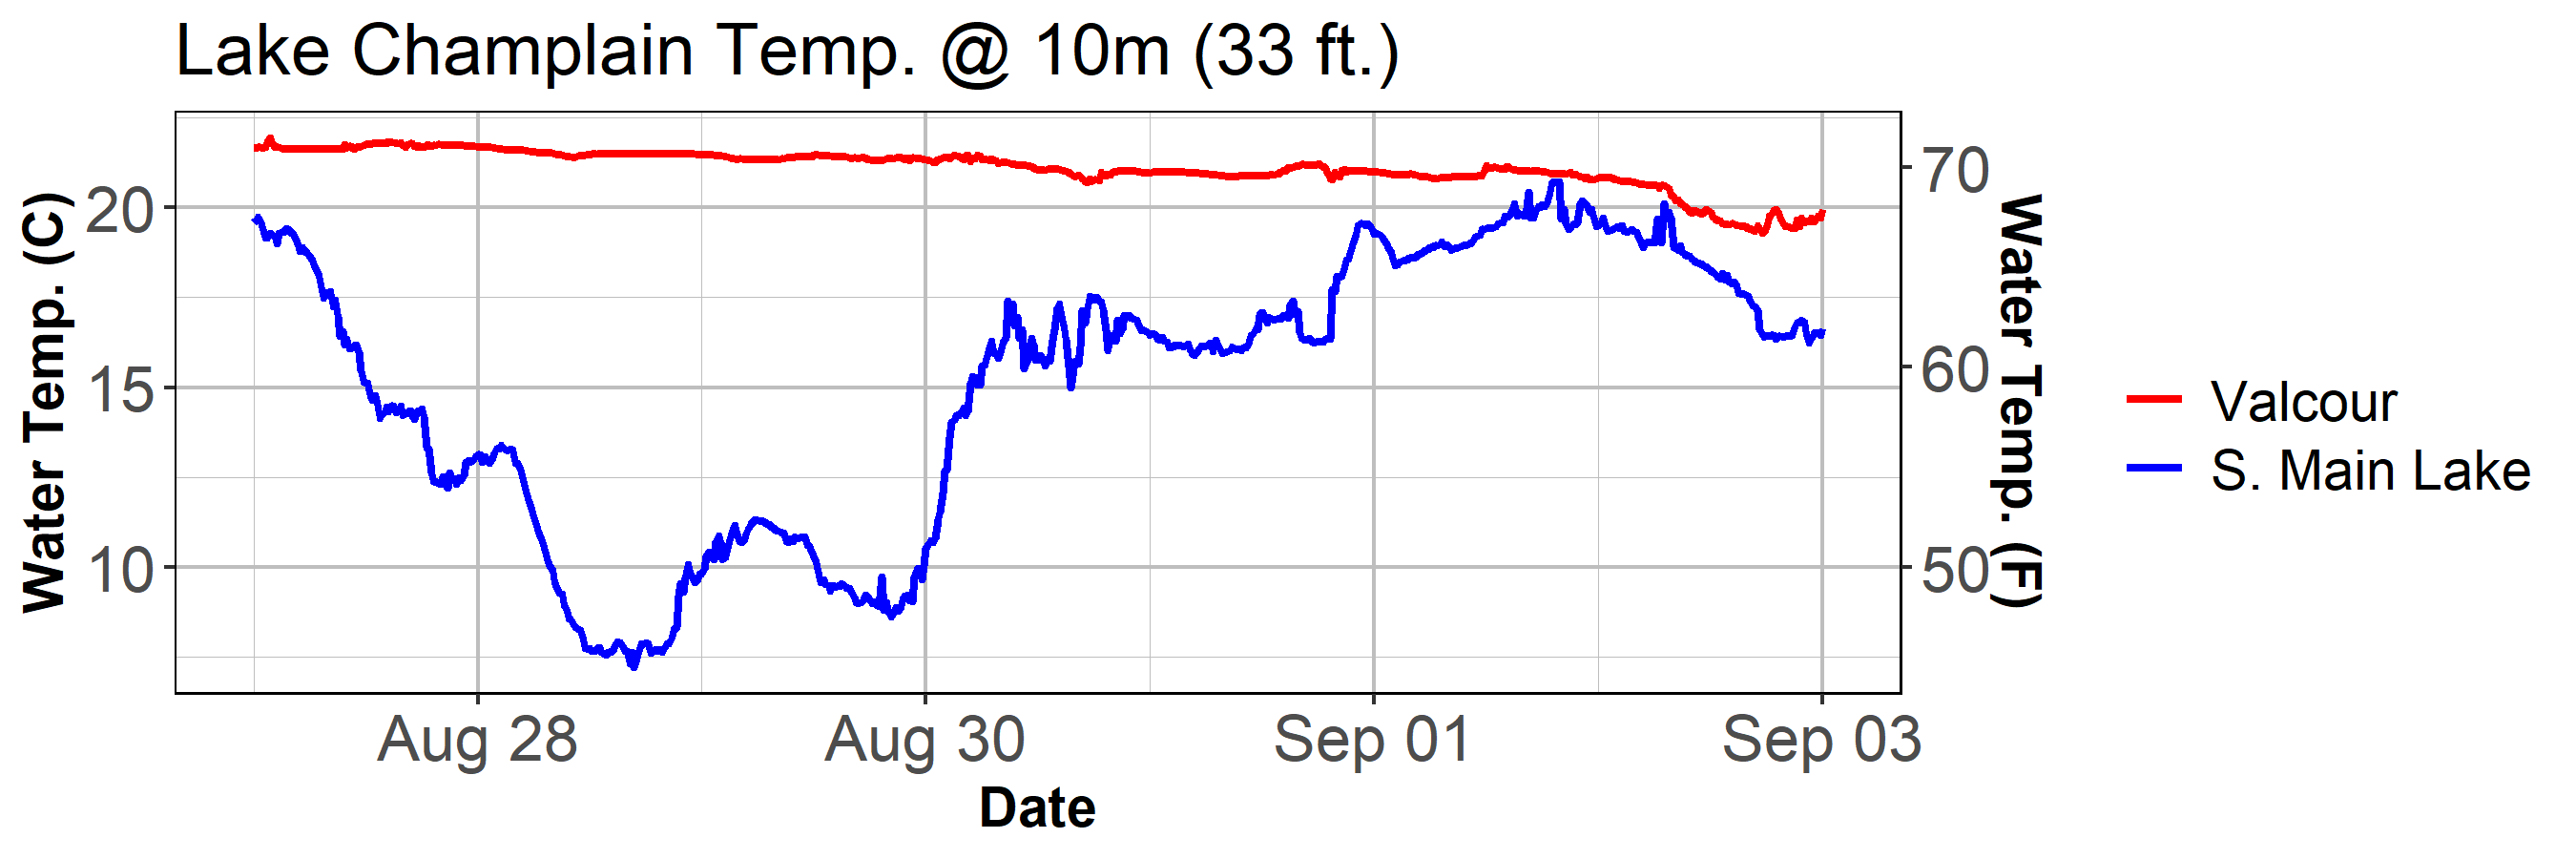 Lake Champlain Temp. @ 10m (33 ft.)
Water Temp. (C)
20
15
10
70
60
50
Water Temp. (F)
Aug 28
Aug 30
Sep 01
Sep 03
Date
Valcour
S. Main Lake